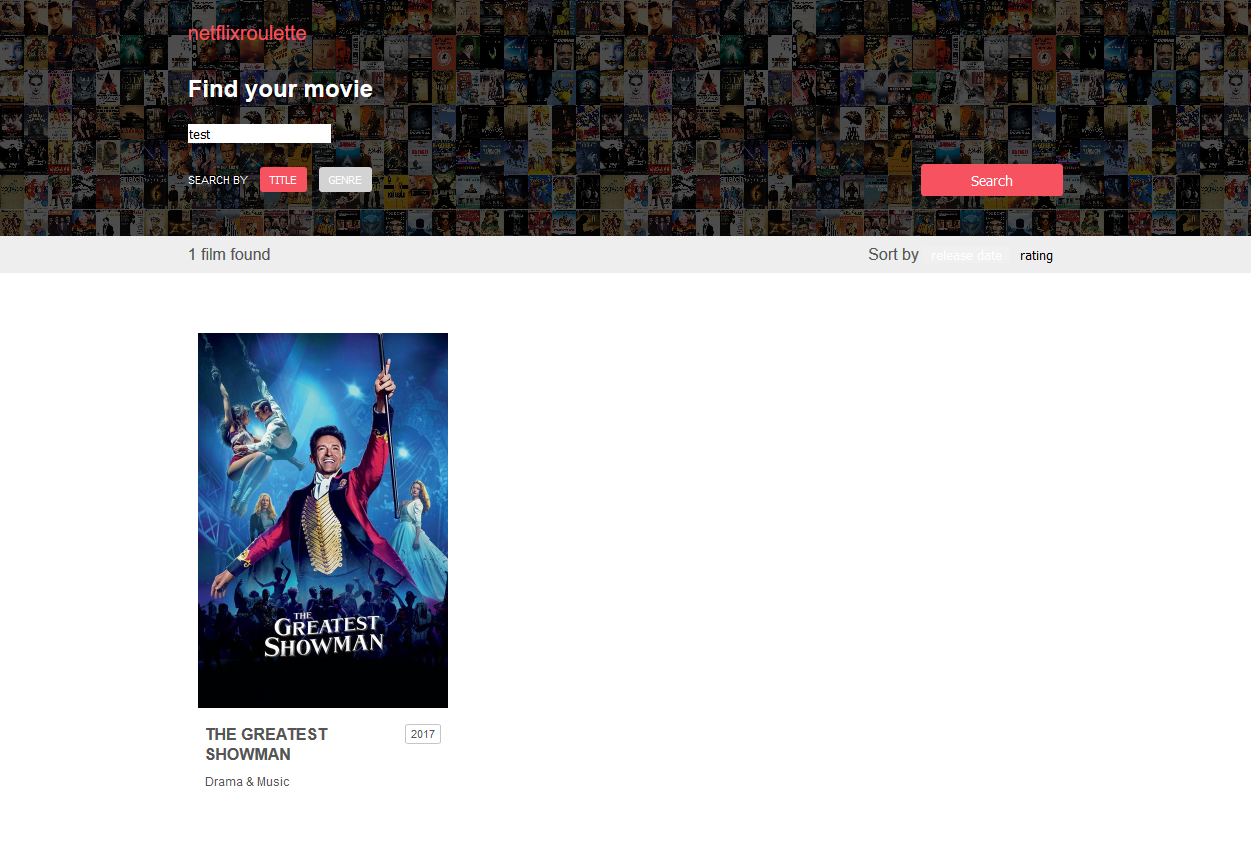 netflixroulette
Find your movie
test
SEARCH BY TITLE GENRE
Search
1 film found
Sort by release date rating
THE
GREATEST
SHOWMAN
THE GREATEST 2017
SHOWMAN
Drama & Music